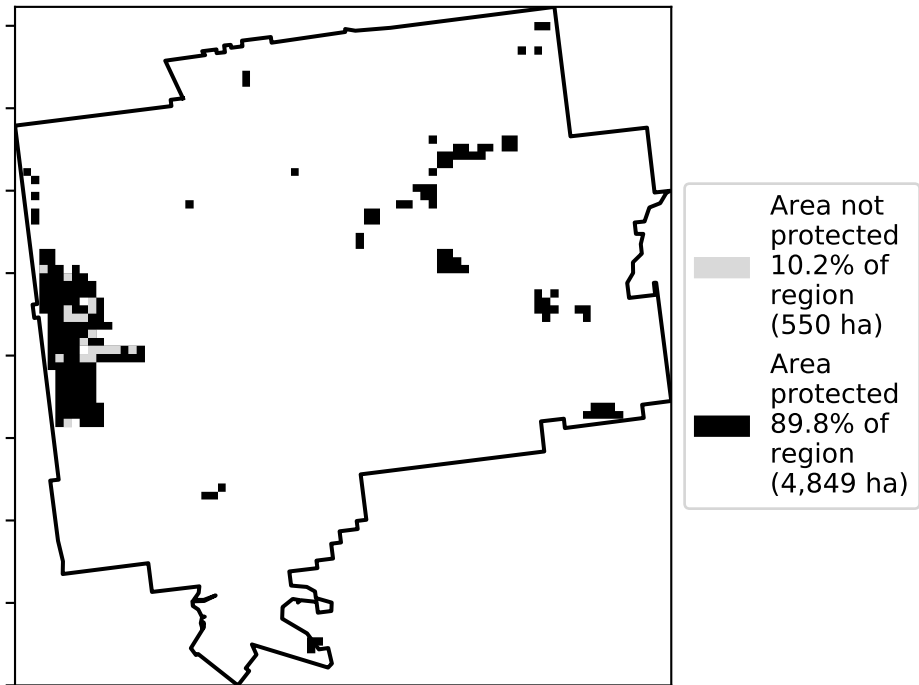 Area not
protected
10.2% of
region
(550 ha)
Area
protected
89.8% of
region
(4,849 ha)